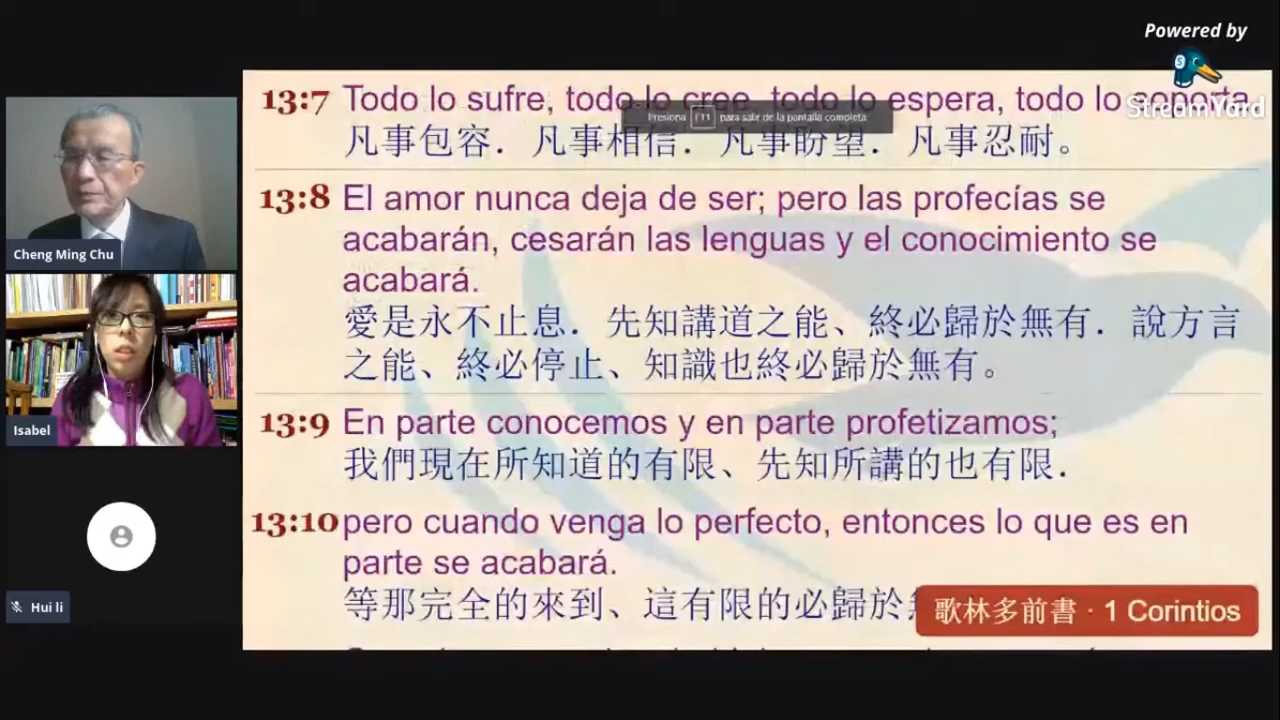 Powered by
StreamYard
13:7 Todo lo sufre, todo lo cree, todo lo espera, todo lo soporta
Presiona F11 para salir de la pantalla completa
凡事包容．凡事相信．凡事盼望．凡事忍耐。
13:8 El amor nunca deja de ser; pero las profecías se
acabarán, cesarán las lenguas y el conocimiento se
acabará.
愛是永不止息．先知講道之能、終必歸於無有．說方言
之能、終必停止、知識也終必歸於無有。
13:9 En parte conocemos y en parte profetizamos;
我們現在所知道的有限、先知所講的也有限．
13:10 pero cuando venga lo perfecto, entonces lo que es en
parte se acabará.
等那完全的來到、這有限的必歸於
歌林多前書 · 1 Corintios
Cheng Ming Chu
Isabel
Hui li